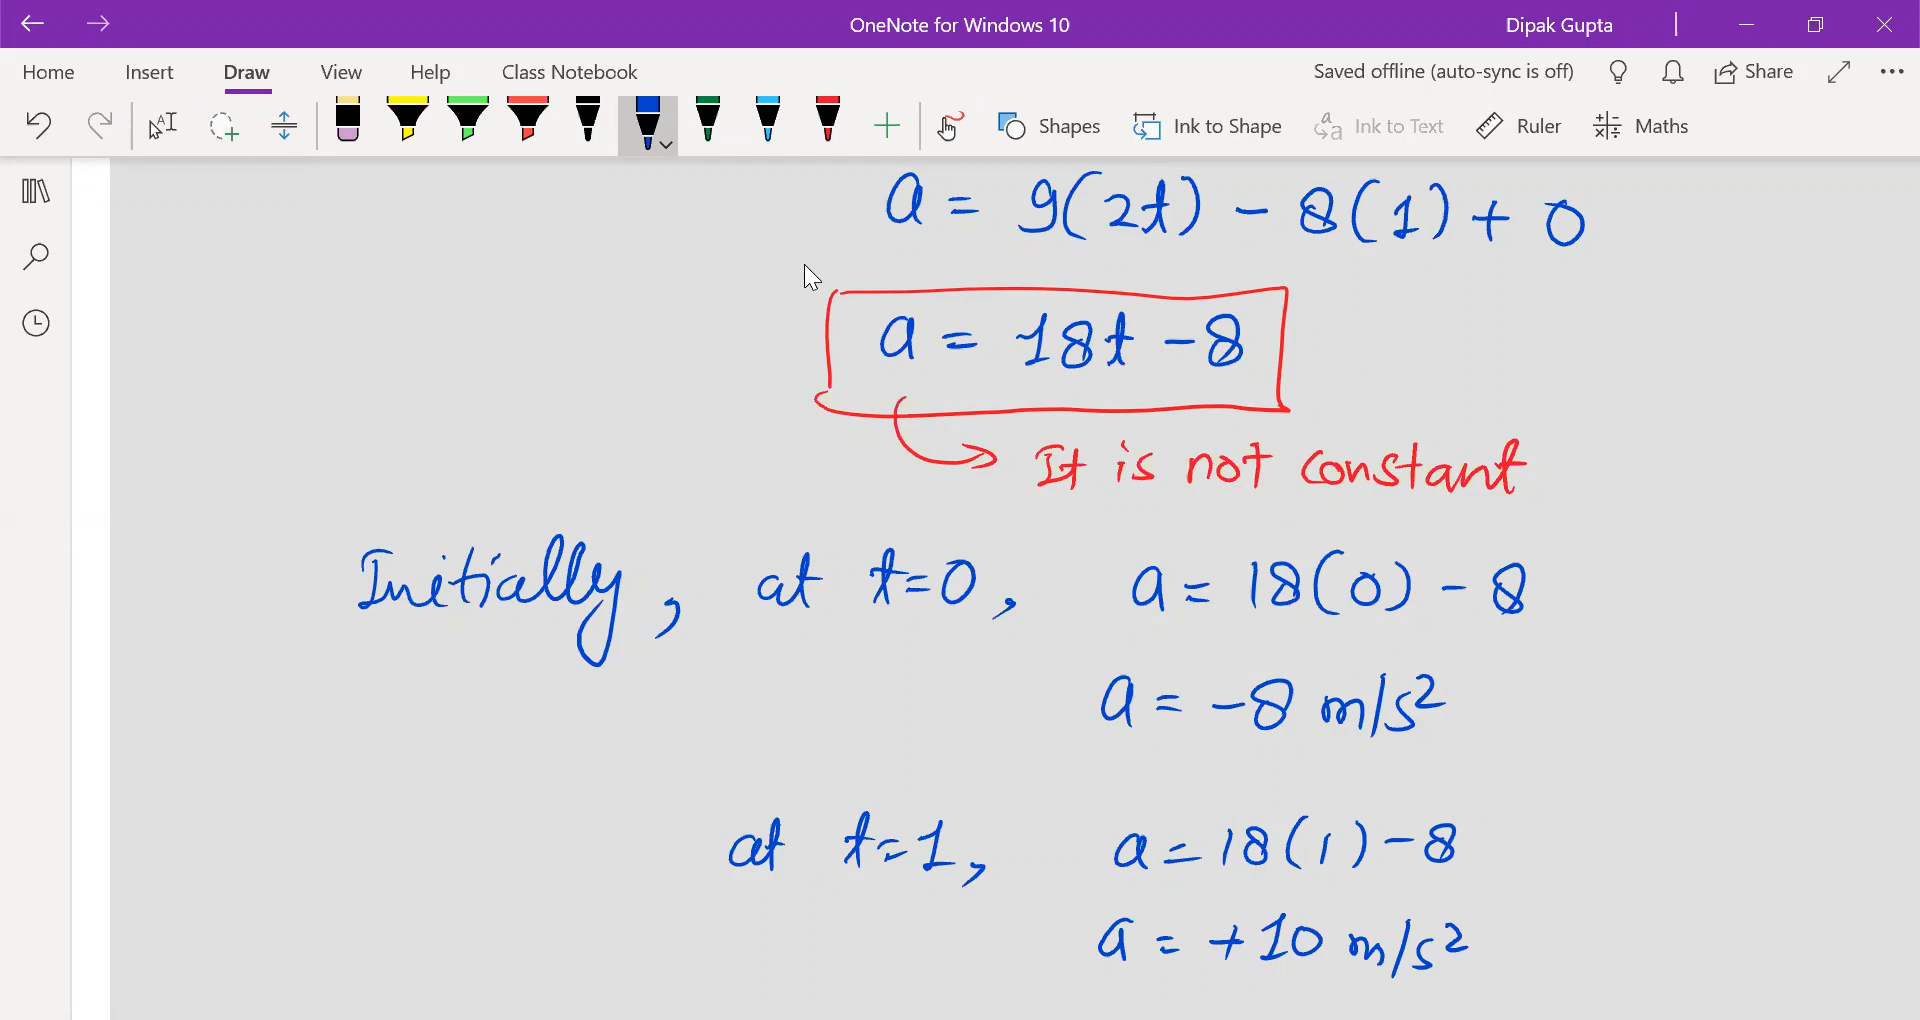 OneNote for Windows 10
Dipak Gupta
Home Insert Draw View Help Class Notebook
Saved offline (auto-sync is off) Share
Shapes Ink to Shape Ink to Text Ruler Maths
a = 9(2t) - 8(1) + 0
a = 18t - 8
It is not constant
Initially, at t=0, a = 18(0) - 8
a = -8 m/s²
at t=1, a = 18(1) - 8
a = +10 m/s²